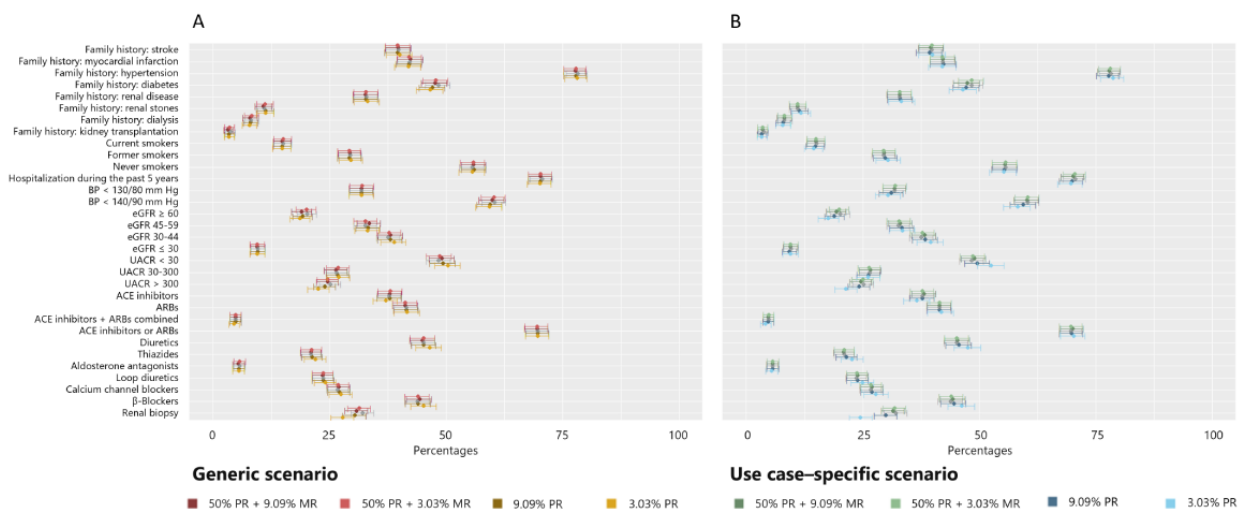 A
B
Family history: stroke
Family history: myocardial infarction
Family history: hypertension
Family history: diabetes
Family history: renal disease
Family history: renal stones
Family history: dialysis
Family history: kidney transplantation
Current smokers
Former smokers
Never smokers
Hospitalization during the past 5 years
BP < 130/80 mm Hg
BP < 140/90 mm Hg
eGFR ≥ 60
eGFR 45-59
eGFR 30-44
eGFR ≤ 30
UACR < 30
UACR 30-300
UACR > 300
ACE inhibitors
ARBs
ACE inhibitors + ARBs combined
ACE inhibitors or ARBs
Diuretics
Thiazides
Aldosterone antagonists
Loop diuretics
Calcium channel blockers
β-Blockers
Renal biopsy
0 25 50 75 100
Percentages
0 25 50 75 100
Percentages
Generic scenario
50% PR + 9.09% MR 50% PR + 3.03% MR 9.09% PR 3.03% PR
Use case–specific scenario
50% PR + 9.09% MR 50% PR + 3.03% MR 9.09% PR 3.03% PR